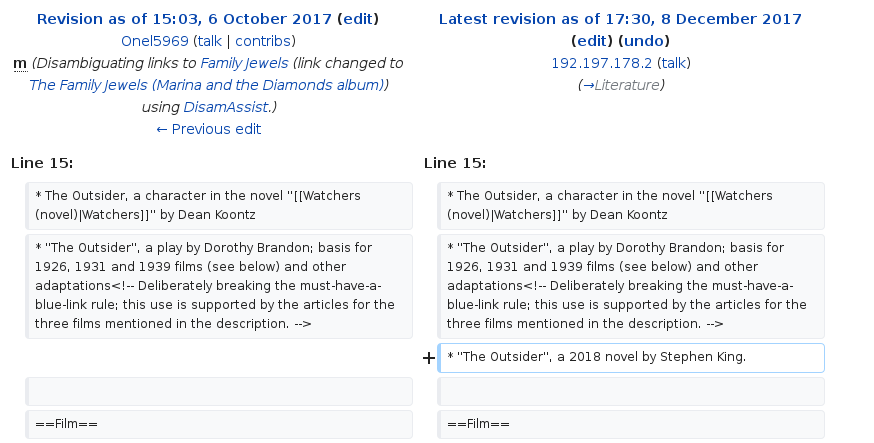 Revision as of 15:03, 6 October 2017 (edit)
Onel5969 (talk | contribs)
m (Disambiguating links to Family Jewels (link changed to
The Family Jewels (Marina and the Diamonds album))
using DisamAssist.)
← Previous edit
Latest revision as of 17:30, 8 December 2017
(edit) (undo)
192.197.178.2 (talk)
(→Literature)
Line 15:
Line 15:
* The Outsider, a character in the novel ''[[Watchers
(novel)|Watchers]]'' by Dean Koontz
* The Outsider, a character in the novel ''[[Watchers
(novel)|Watchers]]'' by Dean Koontz
* ''The Outsider'', a play by Dorothy Brandon; basis for
1926, 1931 and 1939 films (see below) and other
adaptations<!-- Deliberately breaking the must-have-a-
blue-link rule; this use is supported by the articles for the
three films mentioned in the description. -->
* ''The Outsider'', a play by Dorothy Brandon; basis for
1926, 1931 and 1939 films (see below) and other
adaptations<!-- Deliberately breaking the must-have-a-
blue-link rule; this use is supported by the articles for the
three films mentioned in the description. -->
+ * ''The Outsider'', a 2018 novel by Stephen King.
==Film==
==Film==